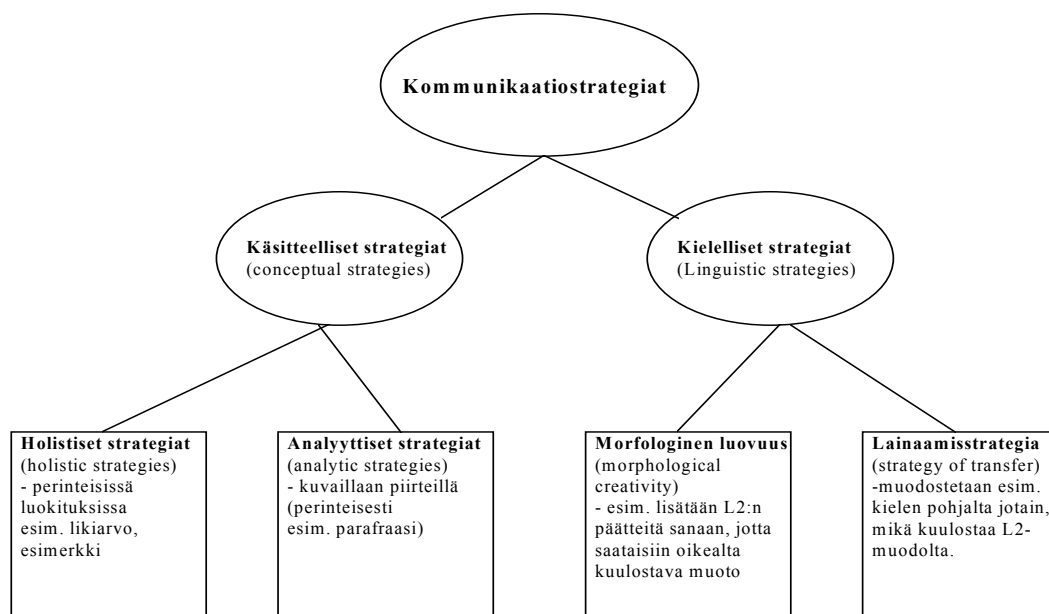 Kommunikaatiostrategiat
Käsitteelliset strategiat
(conceptual strategies)
Kielelliset strategiat
(Linguistic strategies)
Holistiset strategiat
(holistic strategies)
- perinteisissä
luokituksissa
esim. likiarvo,
esimerkki
Analyyttiset strategiat
(analytic strategies)
- kuvaillaan piirteillä
(perinteisesti
esim. parafraasi)
Morfologinen luovuus
(morphological
creativity)
- esim. lisätään L2:n
päätteitä sanaan, jotta
saataisiin oikealta
kuulostava muoto
Lainaamisstrategia
(strategy of transfer)
-muodostetaan esim.
kielen pohjalta jotain,
mikä kuulostaa L2-
muodolta.